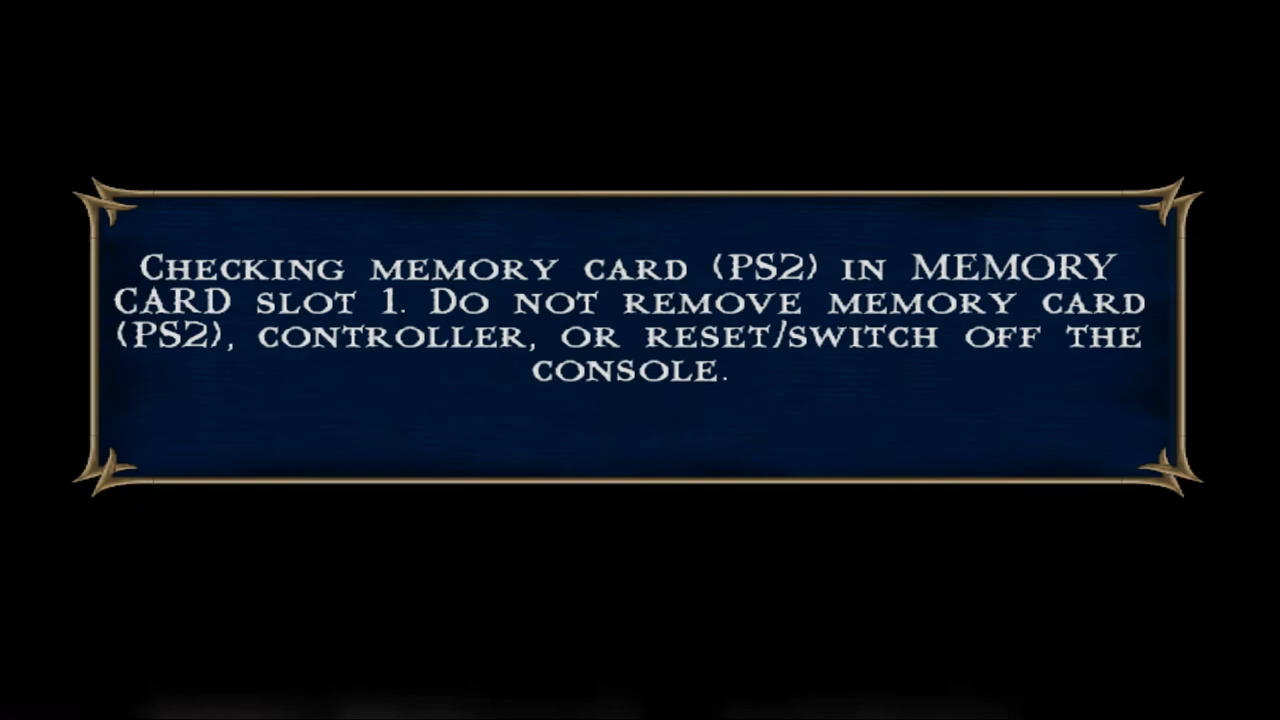 Checking memory card (PS2) in MEMORY
CARD slot 1. Do not remove memory card
(PS2), controller, or reset/switch off the
console.